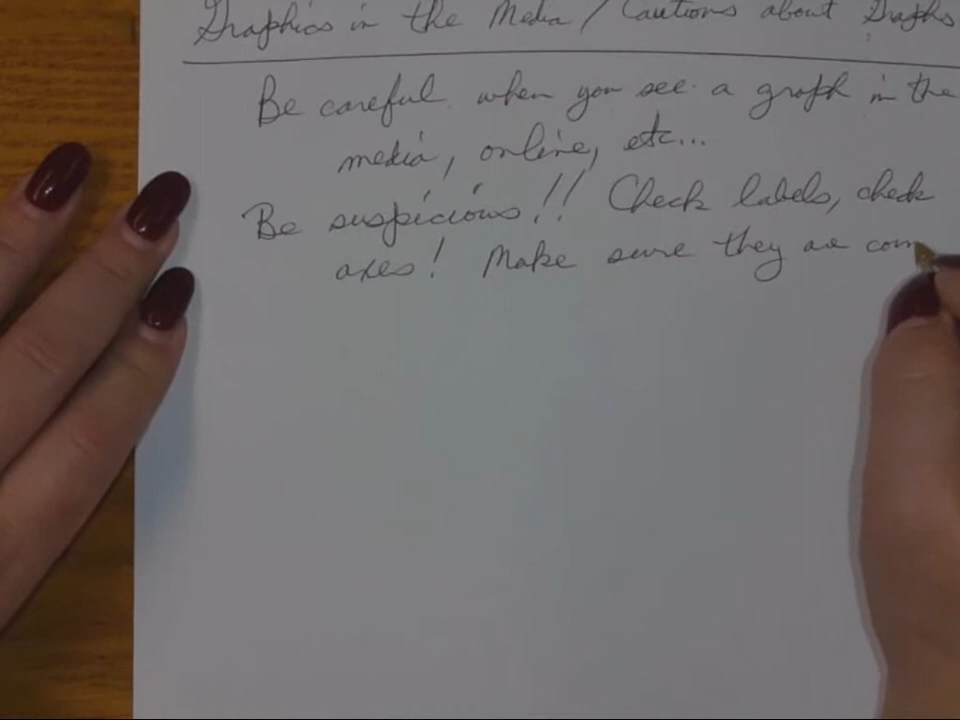 Graphics in the Media / Cautions about Graphs
Be careful when you see a graph in the
media, online, etc...
Be suspicious!! Check labels, check
axes! Make sure they are com